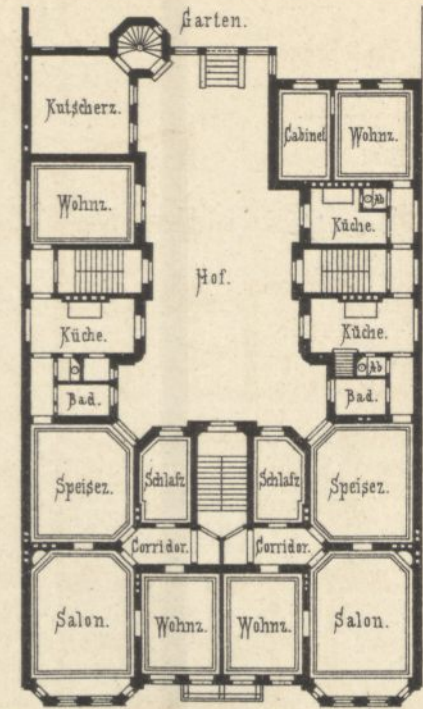 Garten.
Kutscherz.
Cabinet Wohnz.
Wohnz.
Ab
Küche.
Hof.
Küche. Küche.
Ab
Bad. Bad.
Speisez. Schlafz Schlafz Speisez.
Corridor. Corridor.
Salon. Wohnz. Wohnz. Salon.